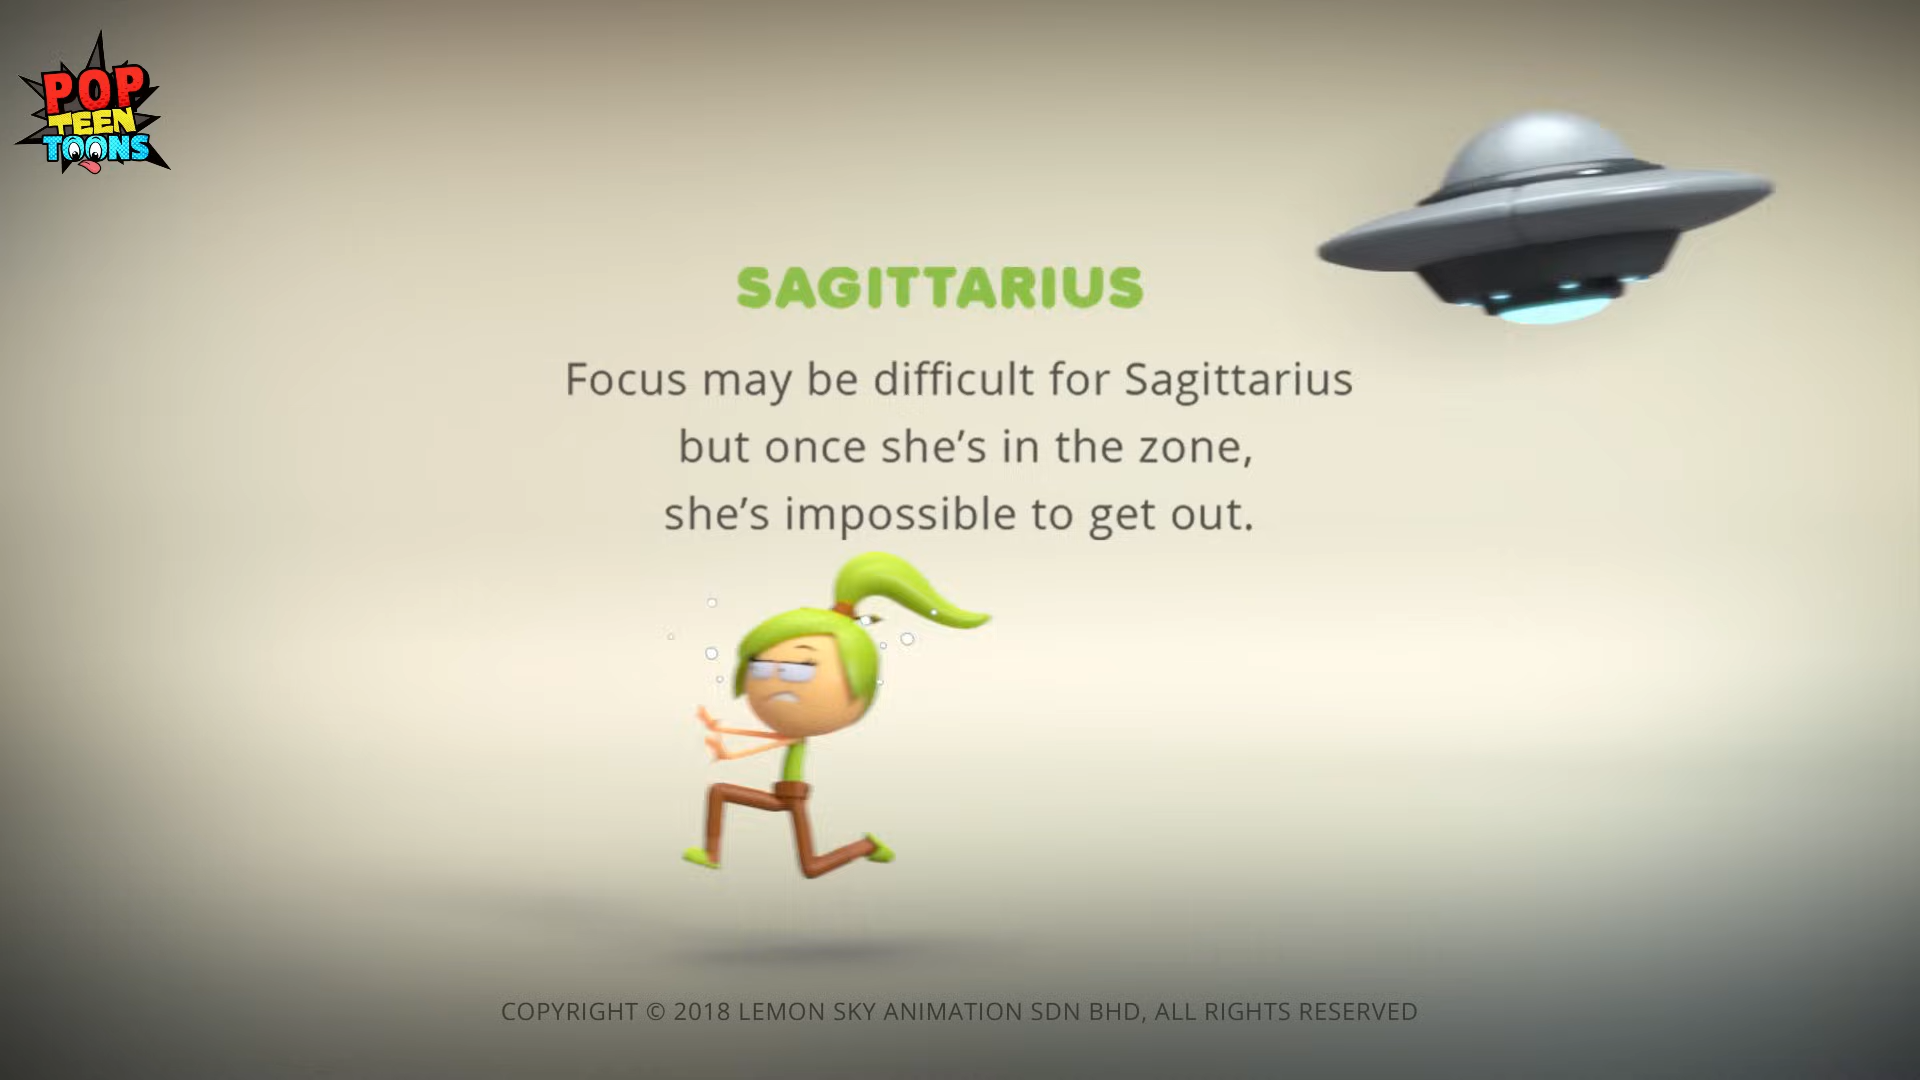 POP
TEEN
TOONS
SAGITTARIUS
Focus may be difficult for Sagittarius
but once she’s in the zone,
she’s impossible to get out.
COPYRIGHT © 2018 LEMON SKY ANIMATION SDN BHD, ALL RIGHTS RESERVED